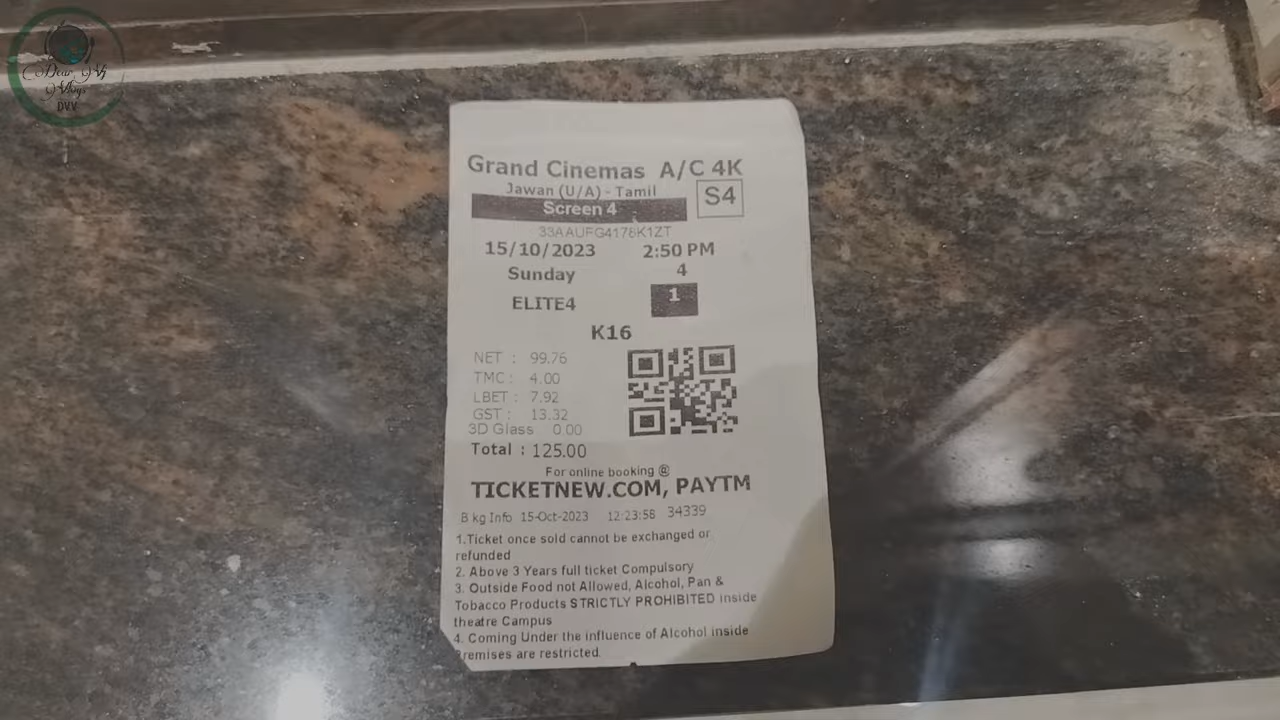 Dear Vj
Vlogs
DVV
Grand Cinemas A/C 4K
Jawan (U/A) - Tamil
S4
Screen 4
33AAUFG4176K1ZT
15/10/2023 2:50 PM
Sunday 4
ELITE4 1
K16
NET : 99.76
TMC : 4.00
LBET : 7.92
GST : 13.32
3D Glass 0.00
Total : 125.00
For online booking @
TICKETNEW.COM, PAYTM
B kg Info 15-Oct-2023 12:23:58 34339
1.Ticket once sold cannot be exchanged or
refunded
2. Above 3 Years full ticket Compulsory
3. Outside Food not Allowed, Alcohol, Pan &
Tobacco Products STRICTLY PROHIBITED inside
theatre Campus
4. Coming Under the influence of Alcohol inside
Premises are restricted.